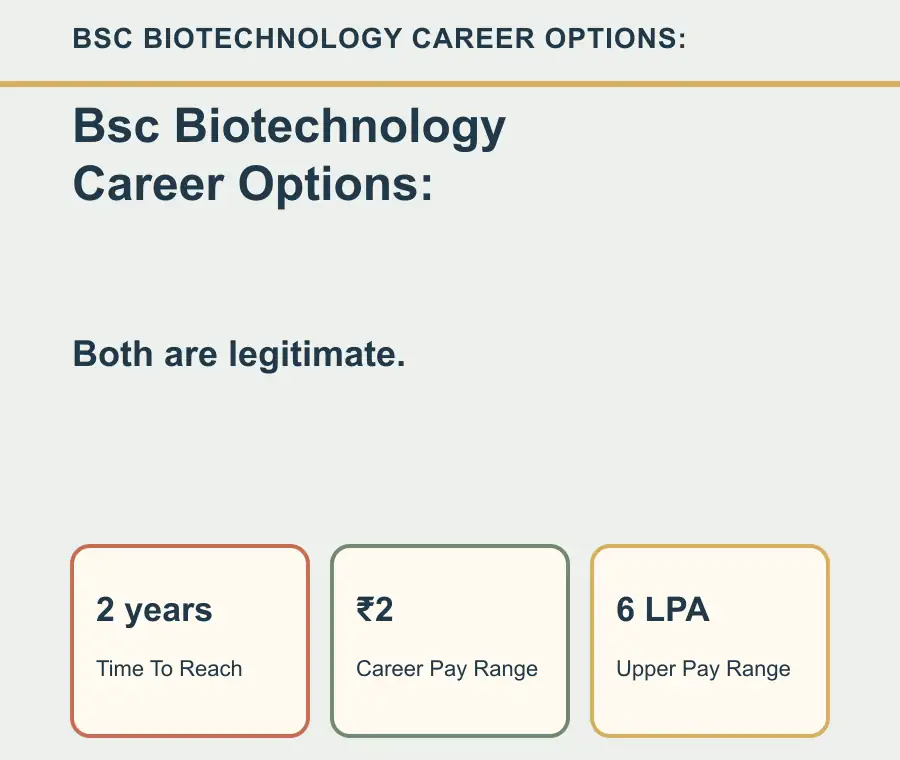 BSC BIOTECHNOLOGY CAREER OPTIONS:
Bsc Biotechnology
Career Options:
Both are legitimate.
2 years
Time To Reach
₹2
Career Pay Range
6 LPA
Upper Pay Range